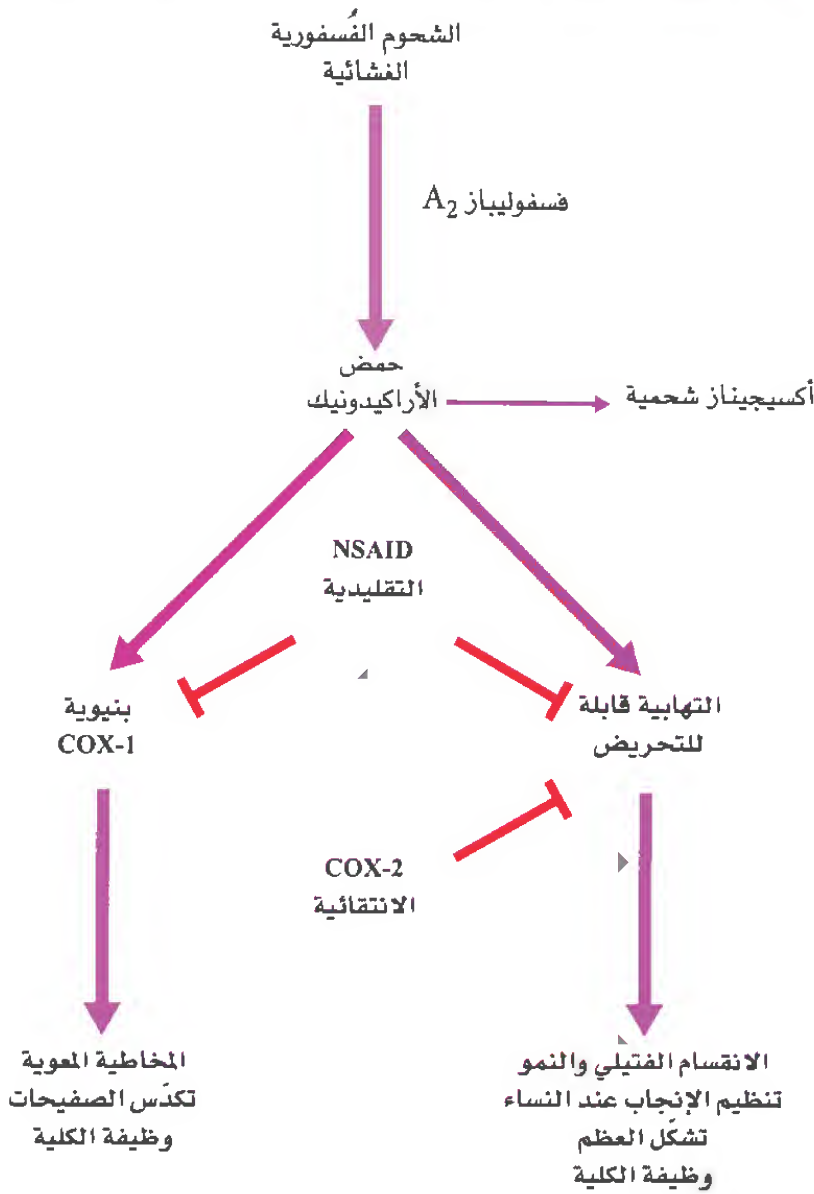 الشحوم الفُسفورية
الغشائية
فسفوليباز A2
حمض
الأراكيدونيك
أكسيجيناز شحمية
NSAID
التقليدية
بنيوية
COX-1
التهابية قابلة
للتحريض
COX-2
الانتقائية
المخاطية المعوية
تكدّس الصفيحات
وظيفة الكلية
الانقسام الفتيلي والنمو
تنظيم الإنجاب عند النساء
تشكّل العظم
وظيفة الكلية